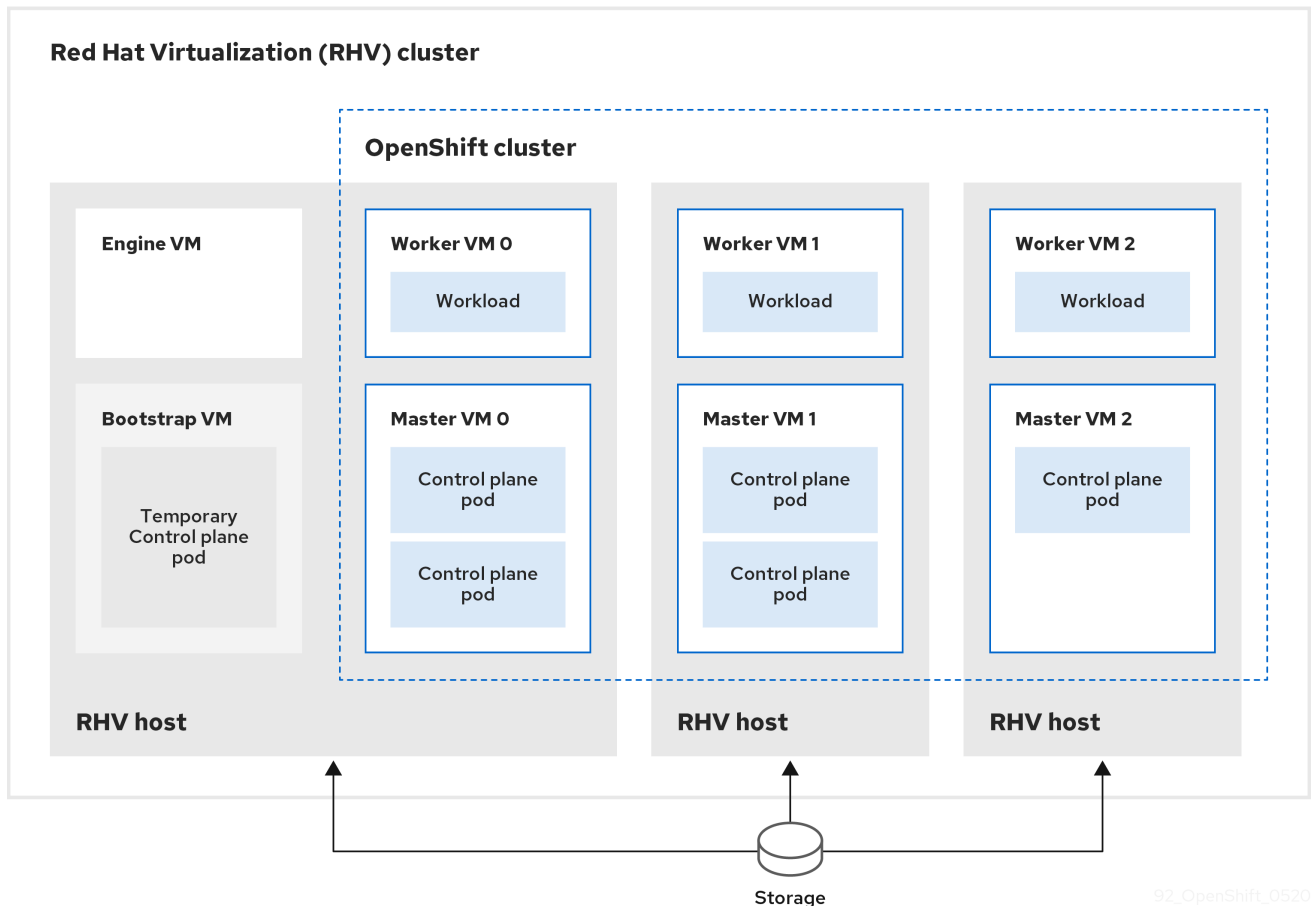 Red Hat Virtualization (RHV) cluster
OpenShift cluster
Engine VM
Worker VM 0
Workload
Worker VM 1
Workload
Worker VM 2
Workload
Bootstrap VM
Temporary
Control plane
pod
Master VM 0
Control plane
pod
Control plane
pod
Master VM 1
Control plane
pod
Control plane
pod
Master VM 2
Control plane
pod
RHV host
RHV host
RHV host
Storage
92_OpenShift_0520